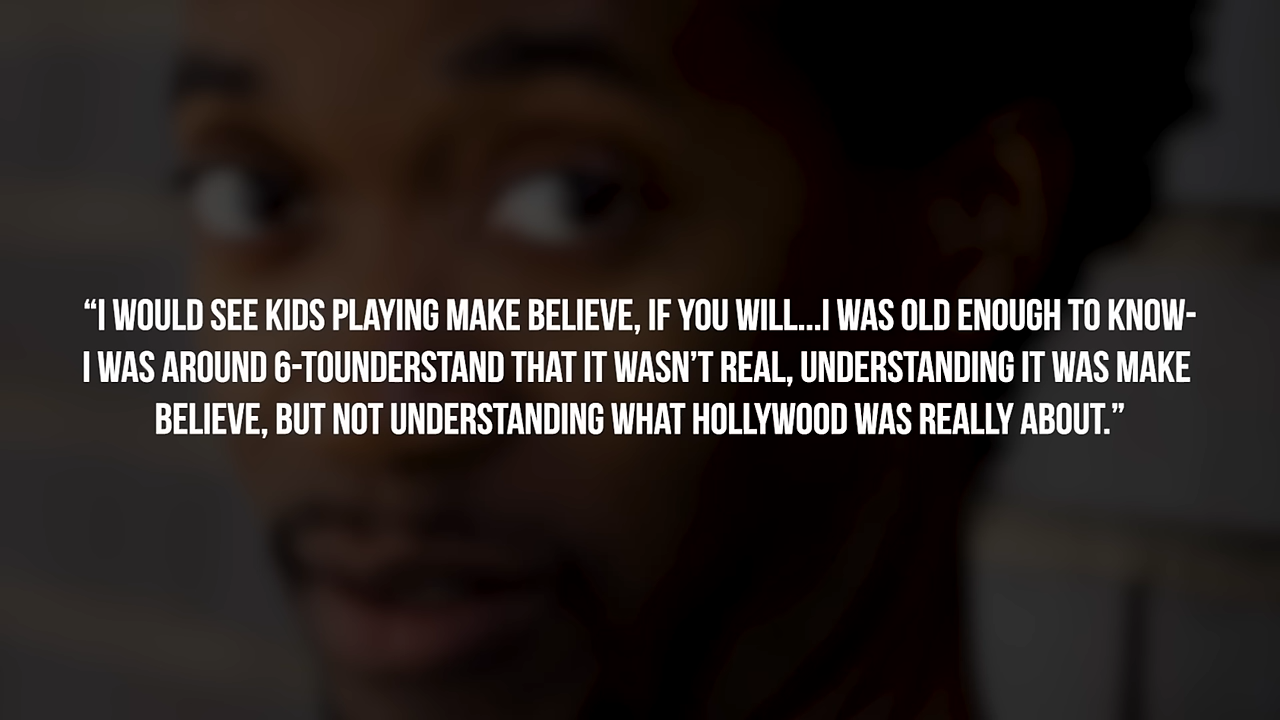 “I WOULD SEE KIDS PLAYING MAKE BELIEVE, IF YOU WILL...I WAS OLD ENOUGH TO KNOW-
I WAS AROUND 6-TOUNDERSTAND THAT IT WASN’T REAL, UNDERSTANDING IT WAS MAKE
BELIEVE, BUT NOT UNDERSTANDING WHAT HOLLYWOOD WAS REALLY ABOUT.”